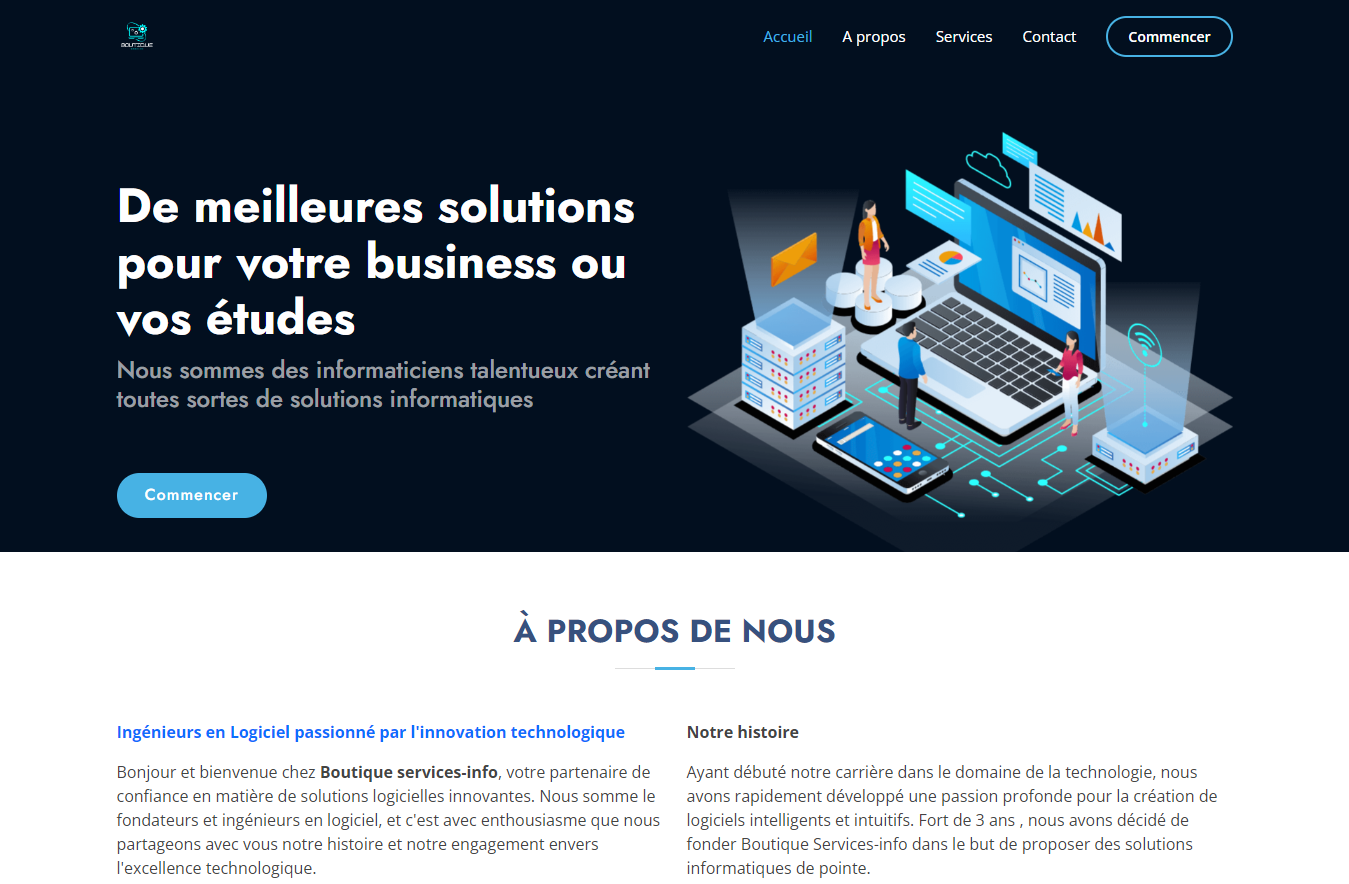 BOUTIQUE
Accueil
A propos
Services
Contact
Commencer
De meilleures solutions
pour votre business ou
vos études
Nous sommes des informaticiens talentueux créant
toutes sortes de solutions informatiques
Commencer
À PROPOS DE NOUS
Ingénieurs en Logiciel passionné par l'innovation technologique
Bonjour et bienvenue chez Boutique services-info, votre partenaire de
confiance en matière de solutions logicielles innovantes. Nous somme le
fondateurs et ingénieurs en logiciel, et c'est avec enthousiasme que nous
partageons avec vous notre histoire et notre engagement envers
l'excellence technologique.
Notre histoire
Ayant débuté notre carrière dans le domaine de la technologie, nous
avons rapidement développé une passion profonde pour la création de
logiciels intelligents et intuitifs. Fort de 3 ans , nous avons décidé de
fonder Boutique Services-info dans le but de proposer des solutions
informatiques de pointe.